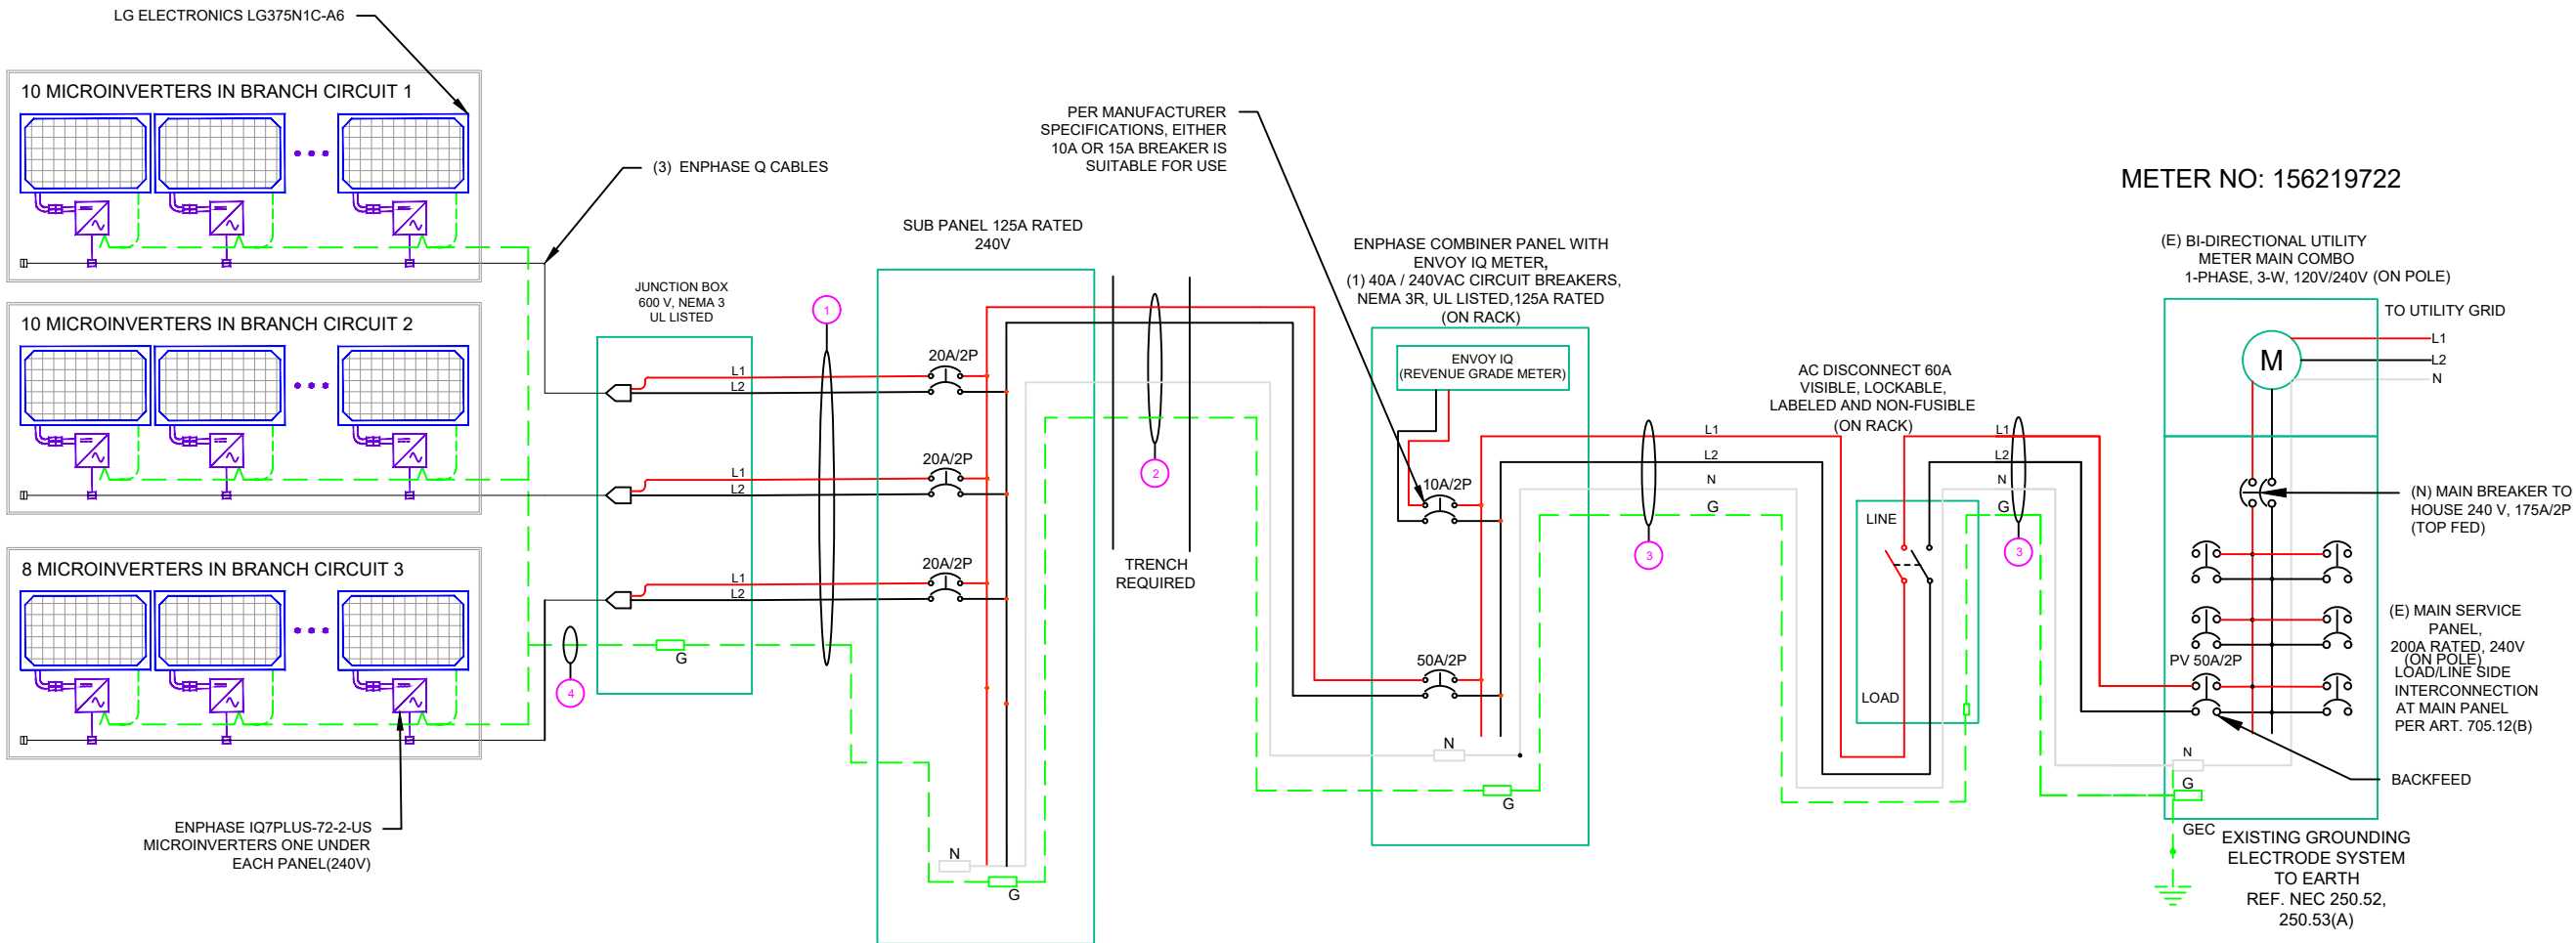 LG ELECTRONICS LG375N1C-A6
10 MICROINVERTERS IN BRANCH CIRCUIT 1
10 MICROINVERTERS IN BRANCH CIRCUIT 2
8 MICROINVERTERS IN BRANCH CIRCUIT 3
ENPHASE IQ7PLUS-72-2-US
MICROINVERTERS ONE UNDER
EACH PANEL(240V)
(3) ENPHASE Q CABLES
4
JUNCTION BOX
600 V, NEMA 3
UL LISTED
L1
L2
L1
L2
L1
L2
G
1
SUB PANEL 125A RATED
240V
20A/2P
20A/2P
20A/2P
N
G
2
TRENCH
REQUIRED
PER MANUFACTURER
SPECIFICATIONS, EITHER
10A OR 15A BREAKER IS
SUITABLE FOR USE
ENPHASE COMBINER PANEL WITH
ENVOY IQ METER,
(1) 40A / 240VAC CIRCUIT BREAKERS,
NEMA 3R, UL LISTED,125A RATED
(ON RACK)
ENVOY IQ
(REVENUE GRADE METER)
10A/2P
50A/2P
N
G
L1
L2
N
G
3
AC DISCONNECT 60A
VISIBLE, LOCKABLE,
LABELED AND NON-FUSIBLE
(ON RACK)
LINE
LOAD
L1
L2
N
G
3
METER NO: 156219722
(E) BI-DIRECTIONAL UTILITY
METER MAIN COMBO
1-PHASE, 3-W, 120V/240V (ON POLE)
TO UTILITY GRID
L1
L2
N
M
(N) MAIN BREAKER TO
HOUSE 240 V, 175A/2P
(TOP FED)
(E) MAIN SERVICE
PANEL,
200A RATED, 240V
(ON POLE)
PV 50A/2P
LOAD/LINE SIDE
INTERCONNECTION
AT MAIN PANEL
PER ART. 705.12(B)
N
G
BACKFEED
GEC
EXISTING GROUNDING
ELECTRODE SYSTEM
TO EARTH
REF. NEC 250.52,
250.53(A)